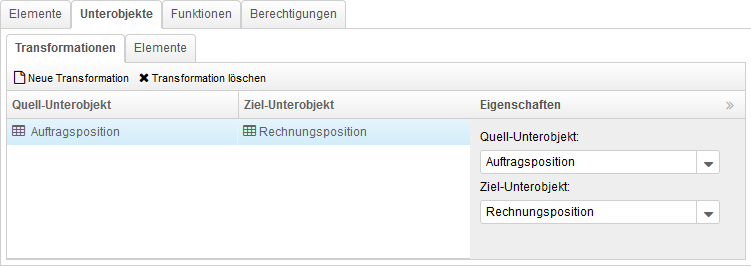 Elemente Unterobjekte Funktionen Berechtigungen
Transformationen Elemente
Neue Transformation Transformation löschen
Quell-Unterobjekt Ziel-Unterobjekt Eigenschaften »
Auftragsposition Rechnungsposition
Quell-Unterobjekt:
Auftragsposition
Ziel-Unterobjekt:
Rechnungsposition